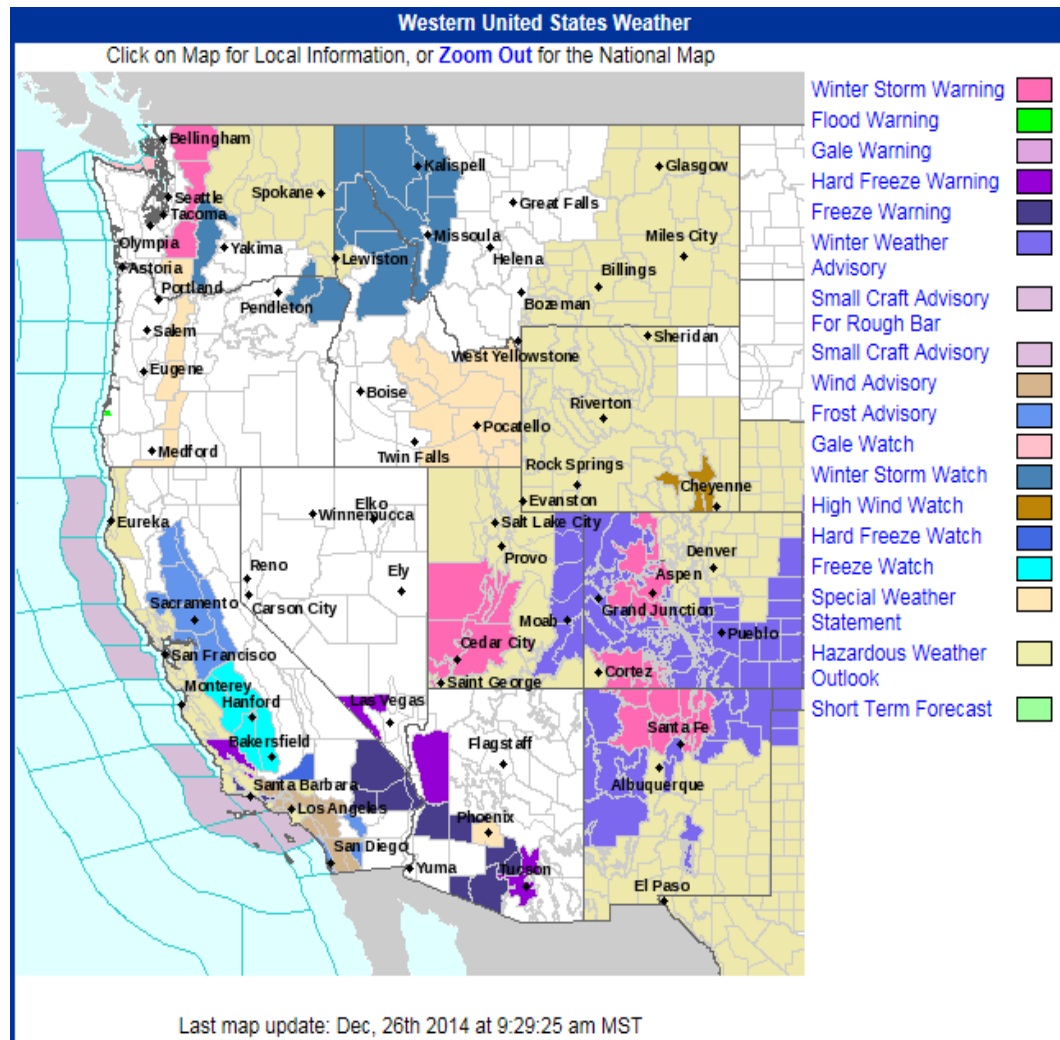 Western United States Weather
Click on Map for Local Information, or Zoom Out for the National Map
Bellingham
Seattle
Tacoma
Olympia
Spokane
Yakima
Astoria
Portland
Pendleton
Lewiston
Kalispell
Missoula
Great Falls
Helena
Glasgow
Miles City
Billings
Bozeman
Salem
Eugene
Medford
Boise
Twin Falls
Pocatello
West Yellowstone
Sheridan
Riverton
Rock Springs
Cheyenne
Evanston
Eureka
Winnemucca
Elko
Salt Lake City
Provo
Reno
Carson City
Ely
Sacramento
San Francisco
Monterey
Hanford
Bakersfield
Santa Barbara
Los Angeles
San Diego
Las Vegas
Cedar City
Saint George
Moab
Denver
Aspen
Grand Junction
Pueblo
Cortez
Flagstaff
Phoenix
Yuma
Tucson
Santa Fe
Albuquerque
El Paso
Winter Storm Warning
Flood Warning
Gale Warning
Hard Freeze Warning
Freeze Warning
Winter Weather
Advisory
Small Craft Advisory
For Rough Bar
Small Craft Advisory
Wind Advisory
Frost Advisory
Gale Watch
Winter Storm Watch
High Wind Watch
Hard Freeze Watch
Freeze Watch
Special Weather
Statement
Hazardous Weather
Outlook
Short Term Forecast
Last map update: Dec, 26th 2014 at 9:29:25 am MST